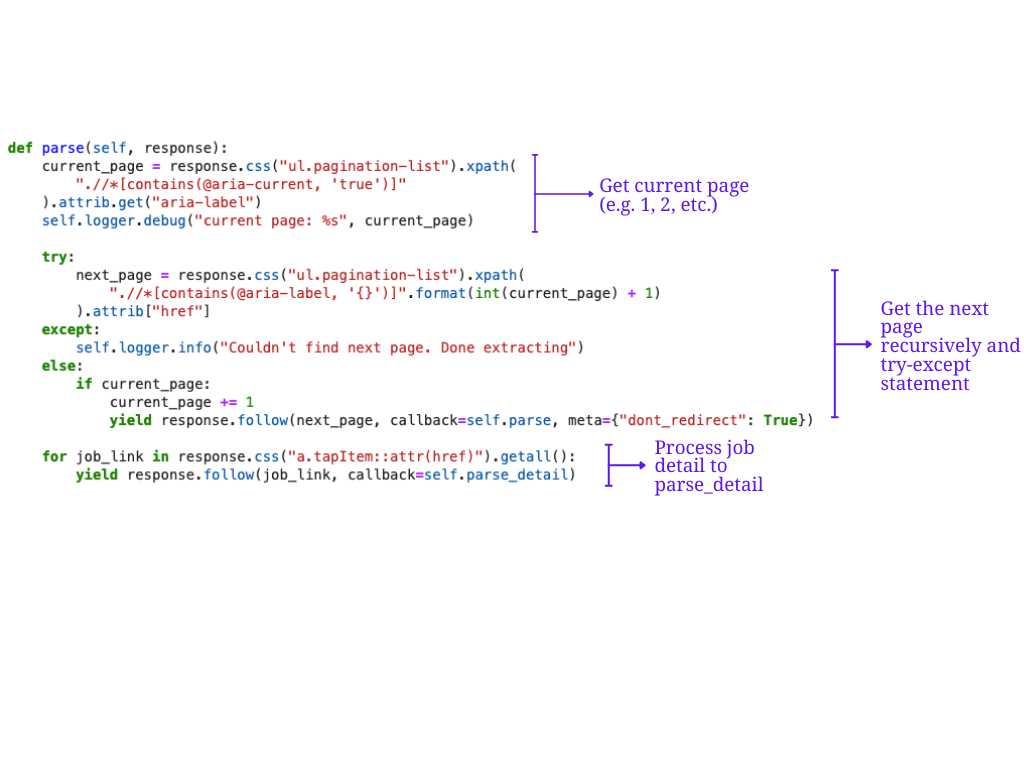 def parse(self, response):
    current_page = response.css("ul.pagination-list").xpath(
        ".//*[contains(@aria-current, 'true')]"
    ).attrib.get("aria-label")
    self.logger.debug("current page: %s", current_page)
Get current page
(e.g. 1, 2, etc.)
    try:
        next_page = response.css("ul.pagination-list").xpath(
            ".//*[contains(@aria-label, '{}')]".format(int(current_page) + 1)
        ).attrib["href"]
    except:
        self.logger.info("Couldn't find next page. Done extracting")
    else:
        if current_page:
            current_page += 1
            yield response.follow(next_page, callback=self.parse, meta={"dont_redirect": True})
Get the next
page
recursively and
try-except
statement
    for job_link in response.css("a.tapItem::attr(href)").getall():
        yield response.follow(job_link, callback=self.parse_detail)
Process job
detail to
parse_detail